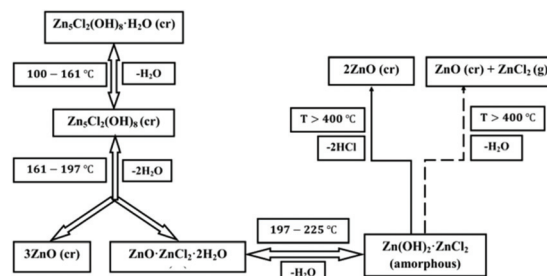 Zn₅Cl₂(OH)₈·H₂O (cr)
100 – 161 °C
-H₂O
Zn₅Cl₂(OH)₈ (cr)
161 – 197 °C
-2H₂O
3ZnO (cr)
ZnO·ZnCl₂·2H₂O
197 – 225 °C
-H₂O
Zn(OH)₂·ZnCl₂
(amorphous)
2ZnO (cr)
T > 400 °C
-2HCl
ZnO (cr) + ZnCl₂ (g)
T > 400 °C
-H₂O